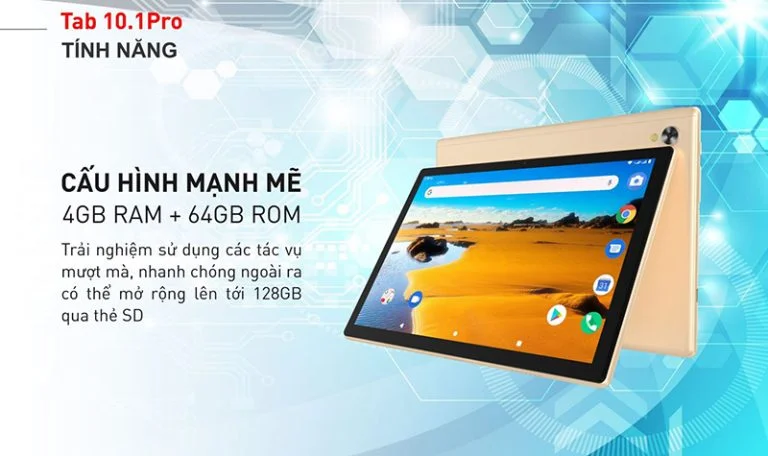 Tab 10.1Pro
TÍNH NĂNG
CẤU HÌNH MẠNH MẼ
4GB RAM + 64GB ROM
Trải nghiệm sử dụng các tác vụ
mượt mà, nhanh chóng ngoài ra
có thể mở rộng lên tới 128GB
qua thẻ SD
31